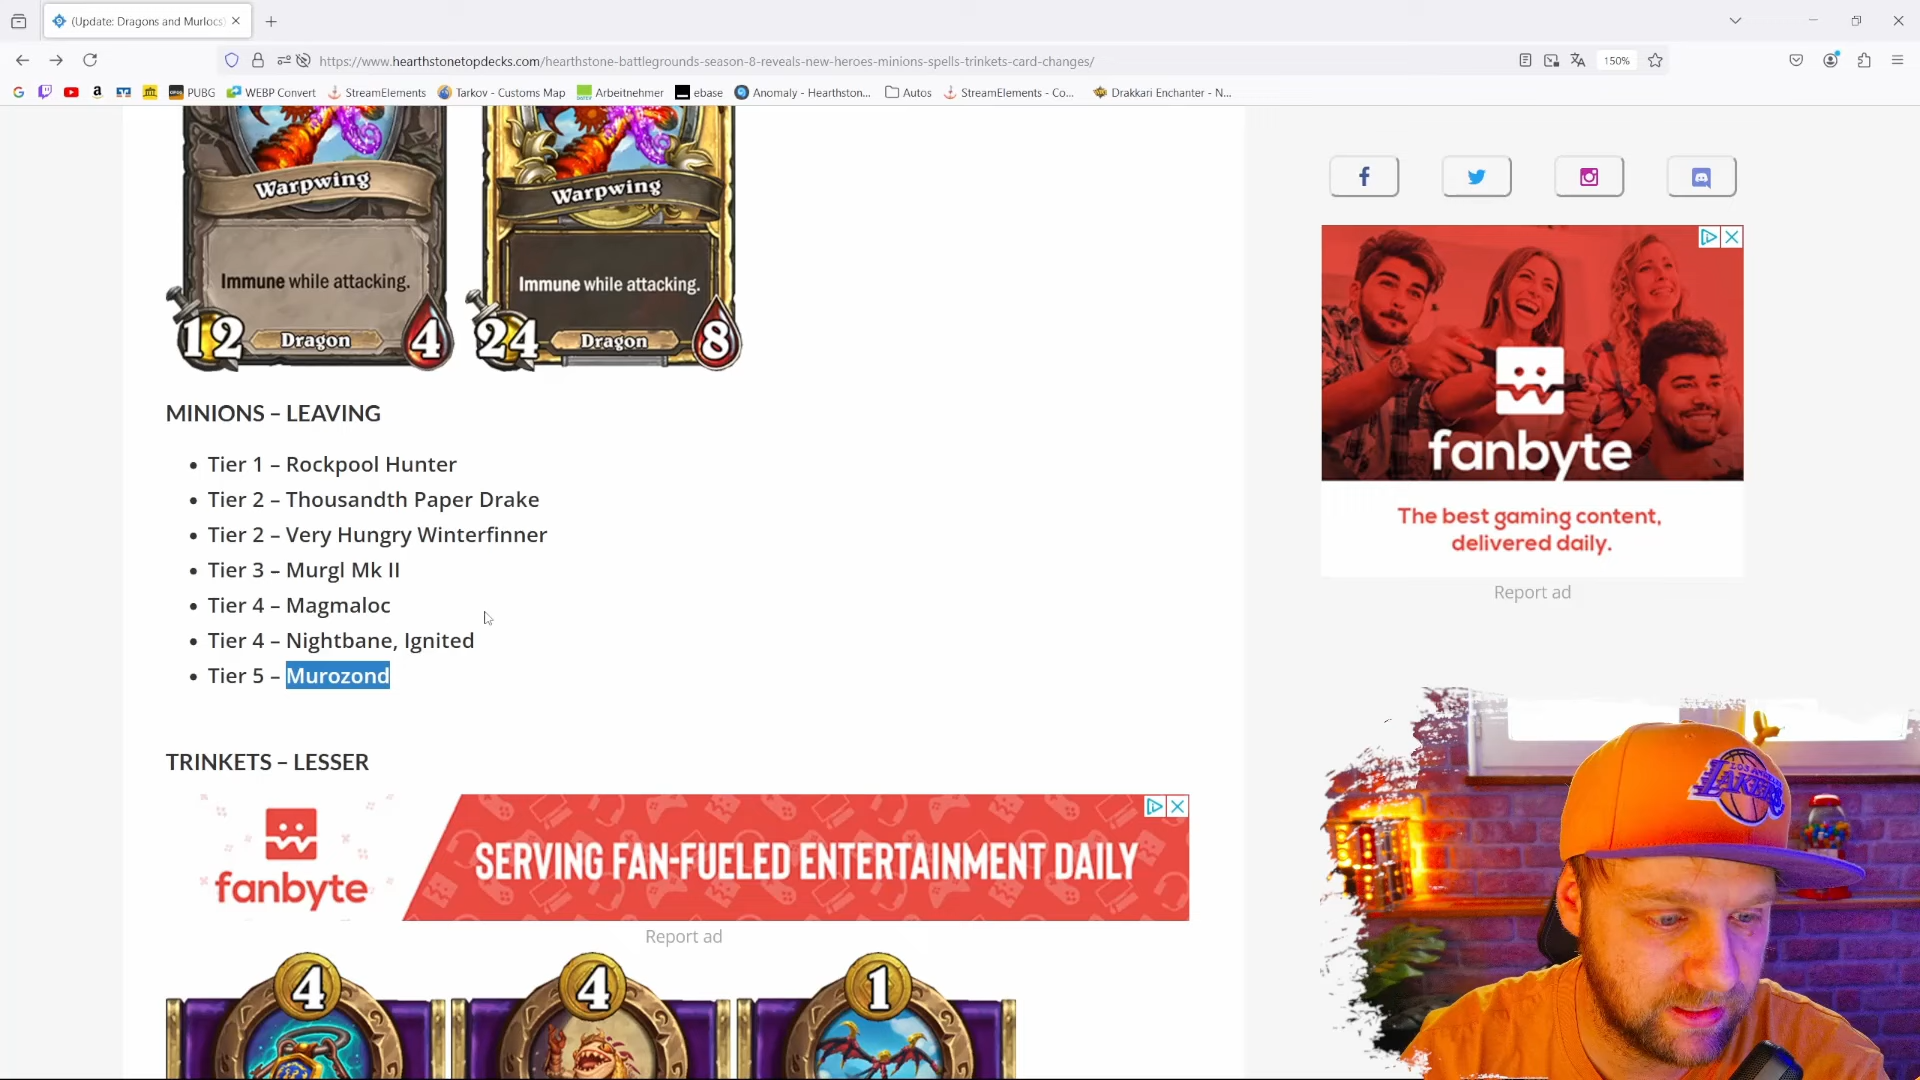 (Update: Dragons and Murlocs)
https://www.hearthstonetopdecks.com/hearthstone-battlegrounds-season-8-reveals-new-heroes-minions-spells-trinkets-card-changes/
150%
PUBG
WEBP Convert
StreamElements
Tarkov - Customs Map
Arbeitnehmer
ebase
Anomaly - Hearthston...
Autos
StreamElements - Co...
Drakkari Enchanter - N...
Warpwing
Immune while attacking.
12
Dragon
4
Warpwing
Immune while attacking.
24
Dragon
8
MINIONS – LEAVING
Tier 1 – Rockpool Hunter
Tier 2 – Thousandth Paper Drake
Tier 2 – Very Hungry Winterfinner
Tier 3 – Murgl Mk II
Tier 4 – Magmaloc
Tier 4 – Nightbane, Ignited
Tier 5 – Murozond
TRINKETS – LESSER
fanbyte
SERVING FAN-FUELED ENTERTAINMENT DAILY
Report ad
4
4
1
fanbyte
The best gaming content,
delivered daily.
Report ad
LOS ANGELES
LAKERS